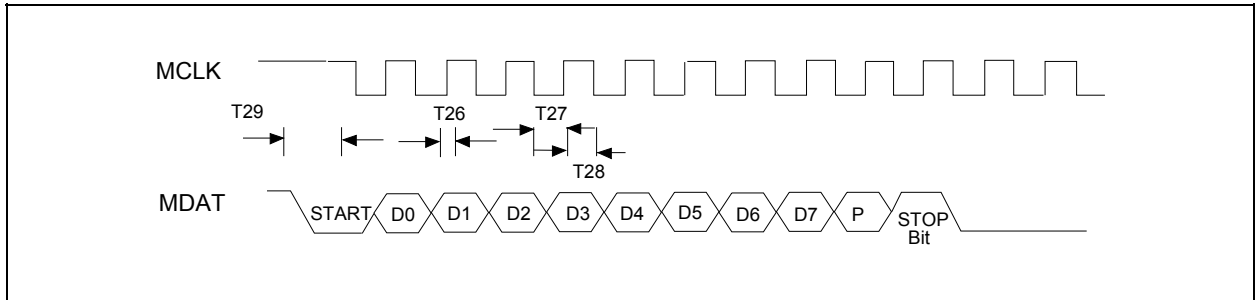 MCLK
T29
T26
T27
T28
MDAT
START D0 D1 D2 D3 D4 D5 D6 D7 P STOP
Bit